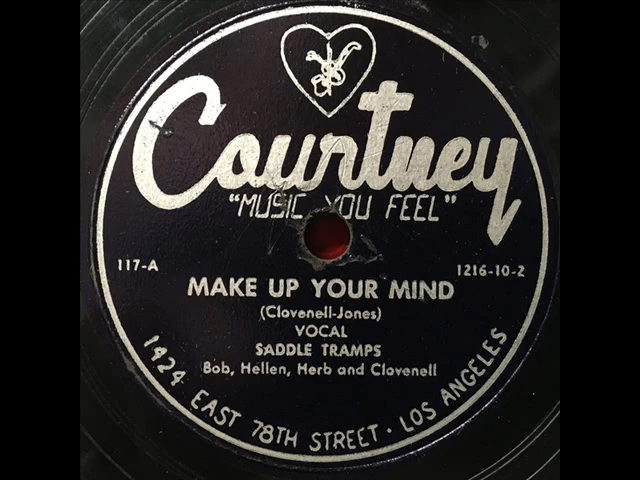 Courtney
"MUSIC YOU FEEL"
117-A
1216-10-2
MAKE UP YOUR MIND
(Clovenell-Jones)
VOCAL
SADDLE TRAMPS
Bob, Hellen, Herb and Clovenell
1424 EAST 78TH STREET · LOS ANGELES